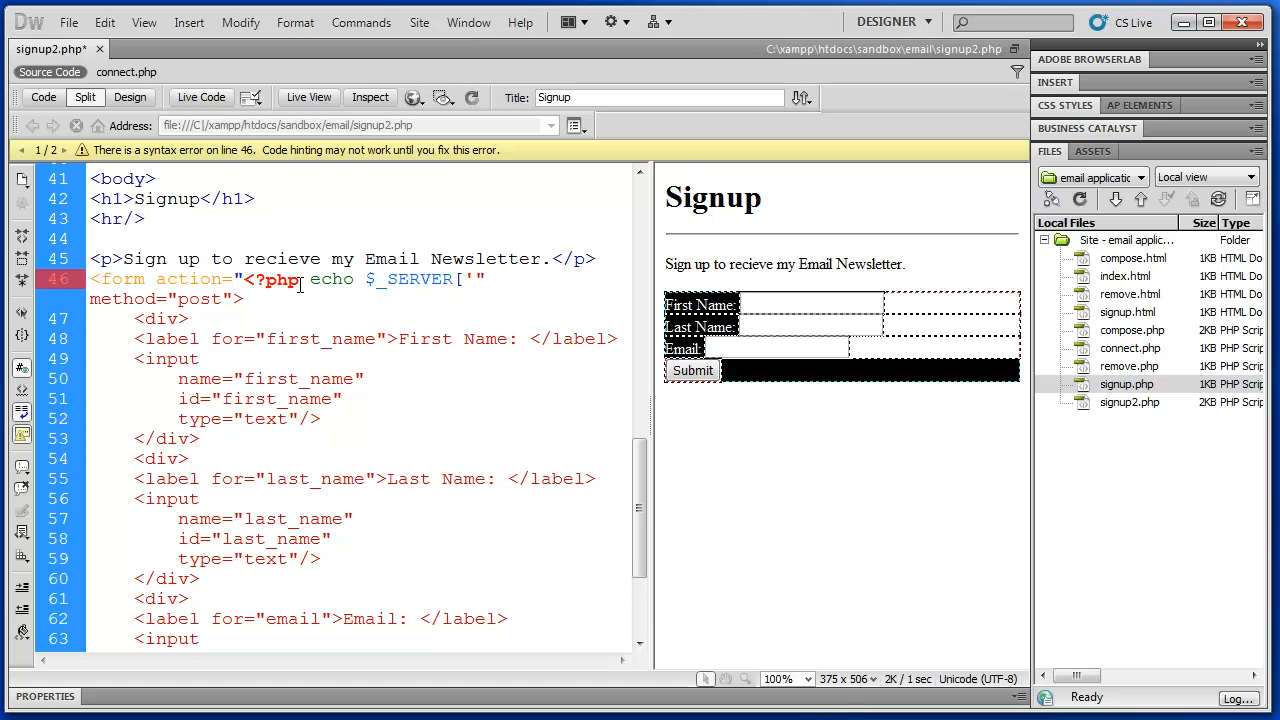 Dw File Edit View Insert Modify Format Commands Site Window Help DESIGNER CS Live
signup2.php* C:\xampp\htdocs\sandbox\email\signup2.php
Source Code connect.php
Code Split Design Live Code Live View Inspect Title: Signup
Address: file:///C|/xampp/htdocs/sandbox/email/signup2.php
1 / 2 There is a syntax error on line 46. Code hinting may not work until you fix this error.
41 <body>
42 <h1>Signup</h1>
43 <hr/>
44
45 <p>Sign up to recieve my Email Newsletter.</p>
46 <form action="<?php echo $_SERVER['"
method="post">
47 <div>
48 <label for="first_name">First Name: </label>
49 <input
50 name="first_name"
51 id="first_name"
52 type="text"/>
53 </div>
54 <div>
55 <label for="last_name">Last Name: </label>
56 <input
57 name="last_name"
58 id="last_name"
59 type="text"/>
60 </div>
61 <div>
62 <label for="email">Email: </label>
63 <input
Signup
Sign up to recieve my Email Newsletter.
First Name:
Last Name:
Email:
Submit
100% 375 x 506 2K / 1 sec Unicode (UTF-8)
PROPERTIES
ADOBE BROWSERLAB
INSERT
CSS STYLES AP ELEMENTS
BUSINESS CATALYST
FILES ASSETS
email applicatic Local view
Local Files Size Type
Site - email applic... Folder
compose.html 1KB HTML Do
index.html 1KB HTML Do
remove.html 1KB HTML Do
signup.html 1KB HTML Do
compose.php 1KB PHP Scrip
connect.php 1KB PHP Scrip
remove.php 1KB PHP Scrip
signup.php 1KB PHP Scrip
signup2.php 2KB PHP Scrip
Ready Log...